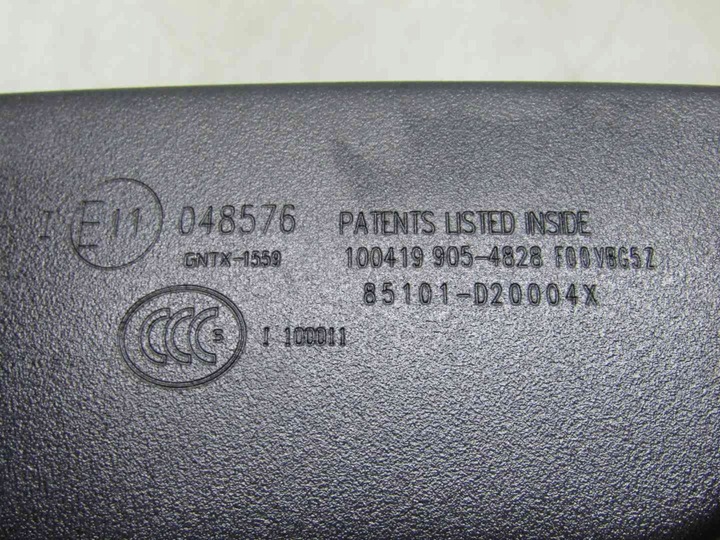 I E11 048576 PATENTS LISTED INSIDE
GNTX-1559 100419 905-4828 F00VBG5Z
85101-D20004X
CCC S I 100011